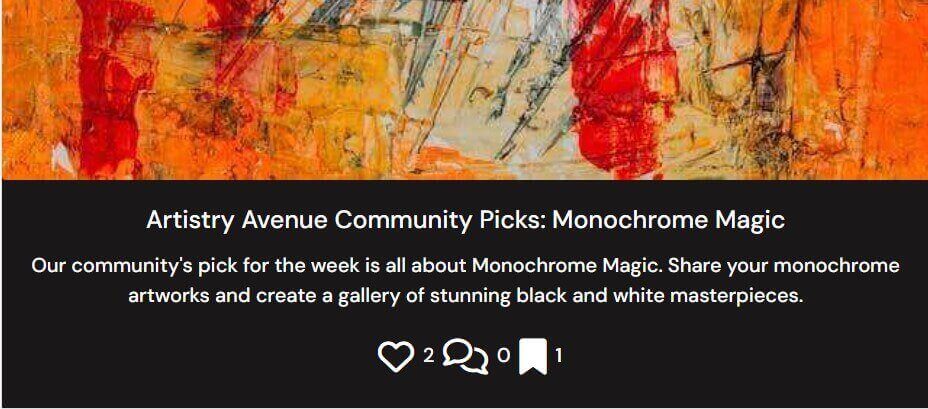 Artistry Avenue Community Picks: Monochrome Magic
Our community's pick for the week is all about Monochrome Magic. Share your monochrome
artworks and create a gallery of stunning black and white masterpieces.
2 0 1